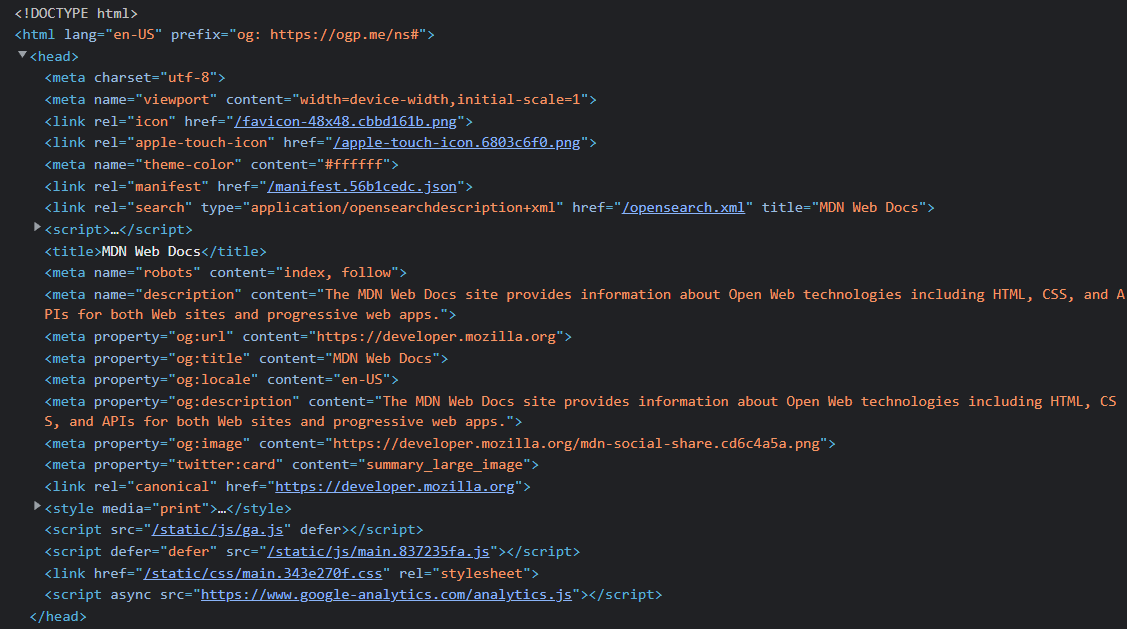 <!DOCTYPE html>
<html lang="en-US" prefix="og: https://ogp.me/ns#">
<head>
<meta charset="utf-8">
<meta name="viewport" content="width=device-width,initial-scale=1">
<link rel="icon" href="/favicon-48x48.cbbd161b.png">
<link rel="apple-touch-icon" href="/apple-touch-icon.6803c6f0.png">
<meta name="theme-color" content="#ffffff">
<link rel="manifest" href="/manifest.56b1cedc.json">
<link rel="search" type="application/opensearchdescription+xml" href="/opensearch.xml" title="MDN Web Docs">
<script>…</script>
<title>MDN Web Docs</title>
<meta name="robots" content="index, follow">
<meta name="description" content="The MDN Web Docs site provides information about Open Web technologies including HTML, CSS, and A
PIs for both Web sites and progressive web apps.">
<meta property="og:url" content="https://developer.mozilla.org">
<meta property="og:title" content="MDN Web Docs">
<meta property="og:locale" content="en-US">
<meta property="og:description" content="The MDN Web Docs site provides information about Open Web technologies including HTML, CS
S, and APIs for both Web sites and progressive web apps.">
<meta property="og:image" content="https://developer.mozilla.org/mdn-social-share.cd6c4a5a.png">
<meta property="twitter:card" content="summary_large_image">
<link rel="canonical" href="https://developer.mozilla.org">
<style media="print">…</style>
<script src="/static/js/ga.js" defer></script>
<script defer="defer" src="/static/js/main.837235fa.js"></script>
<link href="/static/css/main.343e270f.css" rel="stylesheet">
<script async src="https://www.google-analytics.com/analytics.js"></script>
</head>